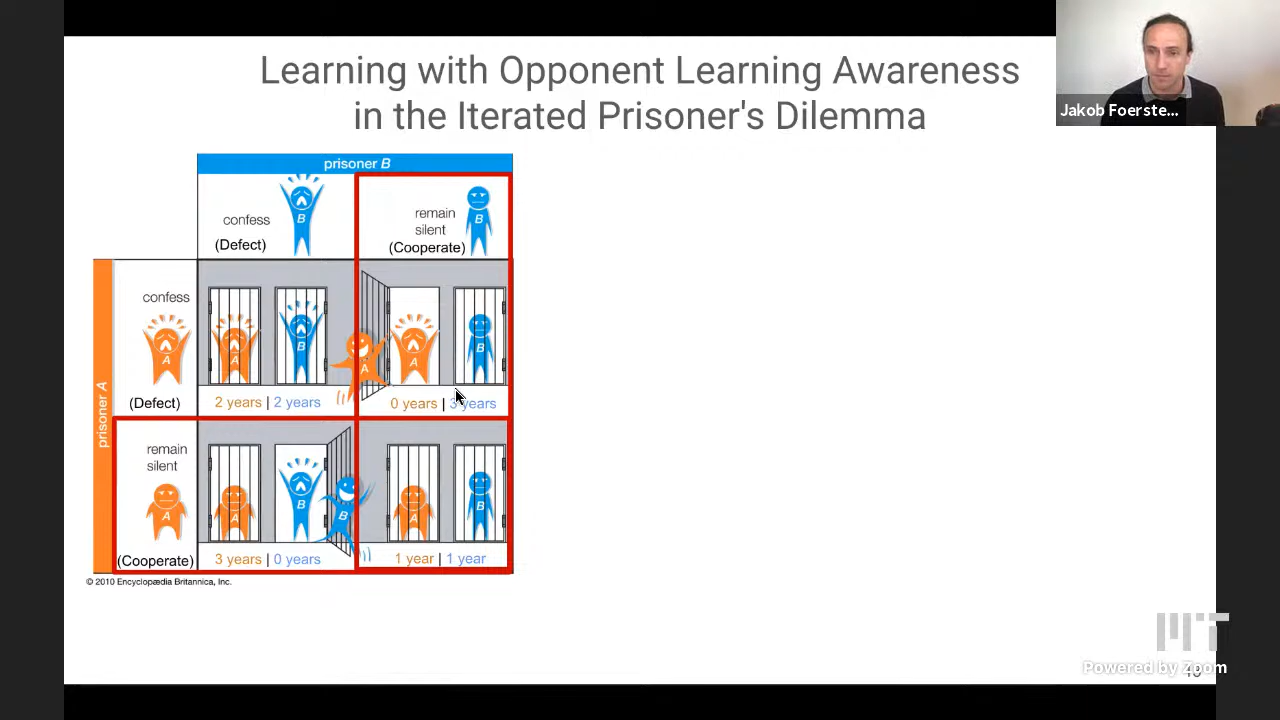 Learning with Opponent Learning Awareness
in the Iterated Prisoner's Dilemma
Jakob Foerste...
prisoner B
confess
(Defect)
B
remain
silent
(Cooperate)
B
prisoner A
confess
A
(Defect)
A
B
A
A
B
2 years | 2 years
0 years | 3 years
remain
silent
A
(Cooperate)
A
B
B
A
B
3 years | 0 years
1 year | 1 year
© 2010 Encyclopædia Britannica, Inc.
MIT
Powered by Zoom